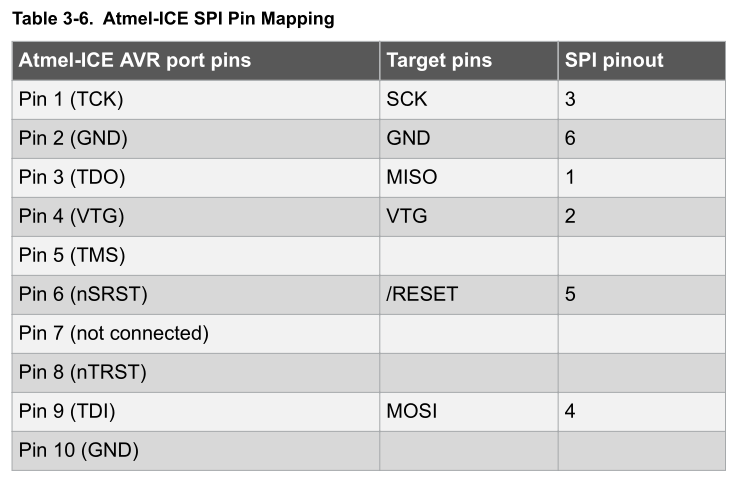 Table 3-6.  Atmel-ICE SPI Pin Mapping
Atmel-ICE AVR port pins Target pins SPI pinout
Pin 1 (TCK) SCK 3
Pin 2 (GND) GND 6
Pin 3 (TDO) MISO 1
Pin 4 (VTG) VTG 2
Pin 5 (TMS)
Pin 6 (nSRST) /RESET 5
Pin 7 (not connected)
Pin 8 (nTRST)
Pin 9 (TDI) MOSI 4
Pin 10 (GND)